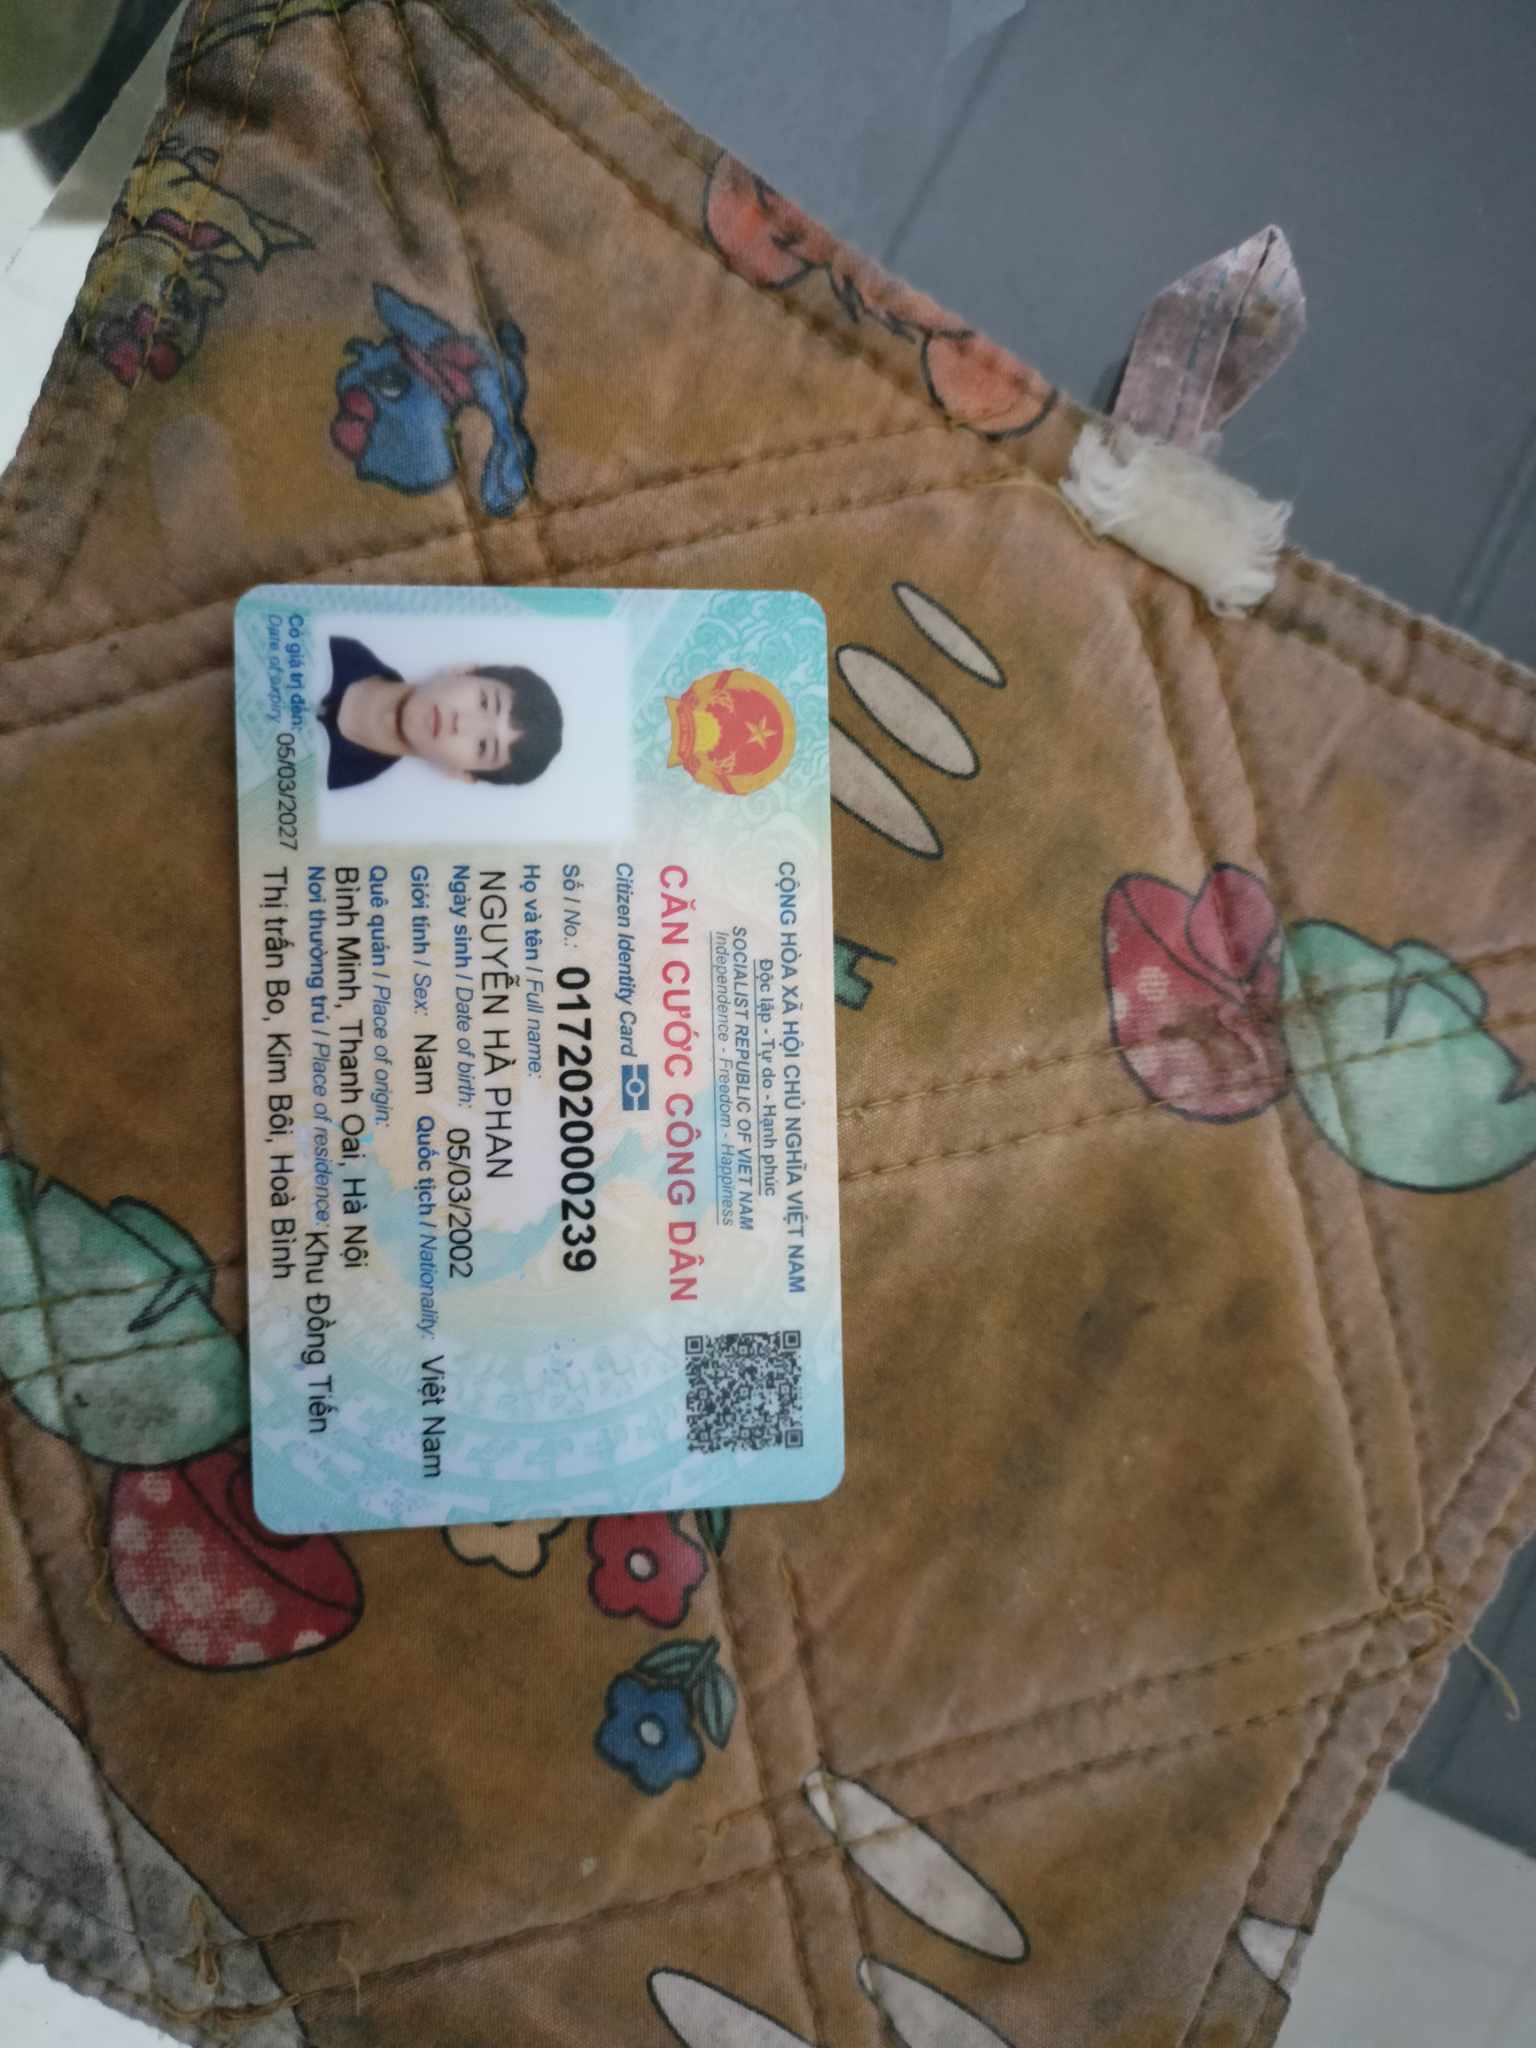 CỘNG HÒA XÃ HỘI CHỦ NGHĨA VIỆT NAM
Độc lập - Tự do - Hạnh phúc
SOCIALIST REPUBLIC OF VIET NAM
Independence - Freedom - Happiness
CĂN CƯỚC CÔNG DÂN
Citizen Identity Card
Số / No.: 017202000239
Họ và tên / Full name:
NGUYỄN HÀ PHAN
Ngày sinh / Date of birth: 05/03/2002
Giới tính / Sex: Nam Quốc tịch / Nationality: Việt Nam
Quê quán / Place of origin:
Bình Minh, Thanh Oai, Hà Nội
Nơi thường trú / Place of residence: Khu Đồng Tiến
Thị trấn Bo, Kim Bôi, Hoà Bình
Có giá trị đến: 05/03/2027
Date of expiry